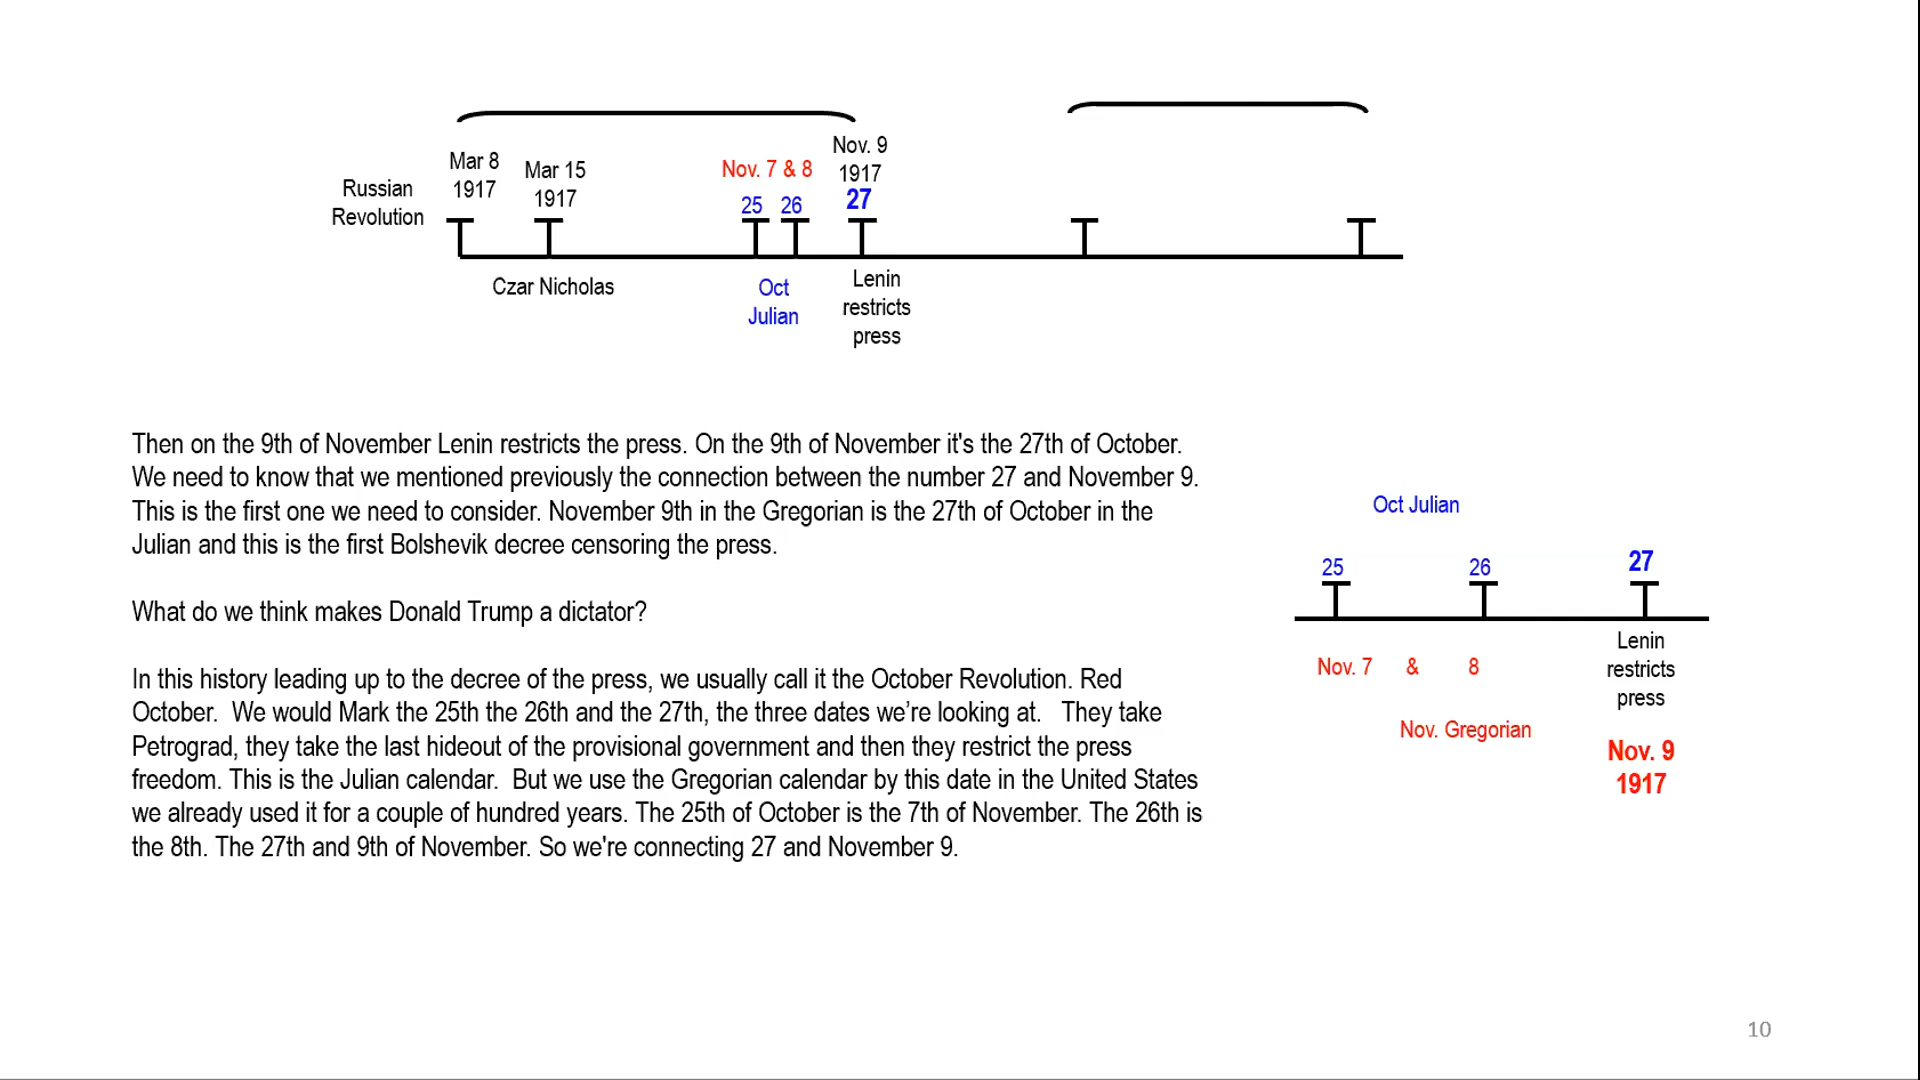 Russian
Revolution
Mar 8
1917
Mar 15
1917
Nov. 7 & 8
25 26
Nov. 9
1917
27
Czar Nicholas
Oct
Julian
Lenin
restricts
press
Then on the 9th of November Lenin restricts the press. On the 9th of November it's the 27th of October.
We need to know that we mentioned previously the connection between the number 27 and November 9.
This is the first one we need to consider. November 9th in the Gregorian is the 27th of October in the
Julian and this is the first Bolshevik decree censoring the press.
What do we think makes Donald Trump a dictator?
In this history leading up to the decree of the press, we usually call it the October Revolution. Red
October.  We would Mark the 25th the 26th and the 27th, the three dates we’re looking at.   They take
Petrograd, they take the last hideout of the provisional government and then they restrict the press
freedom. This is the Julian calendar.  But we use the Gregorian calendar by this date in the United States
we already used it for a couple of hundred years. The 25th of October is the 7th of November. The 26th is
the 8th. The 27th and 9th of November. So we're connecting 27 and November 9.
Oct Julian
25 26 27
Nov. 7 & 8
Nov. Gregorian
Lenin
restricts
press
Nov. 9
1917
10